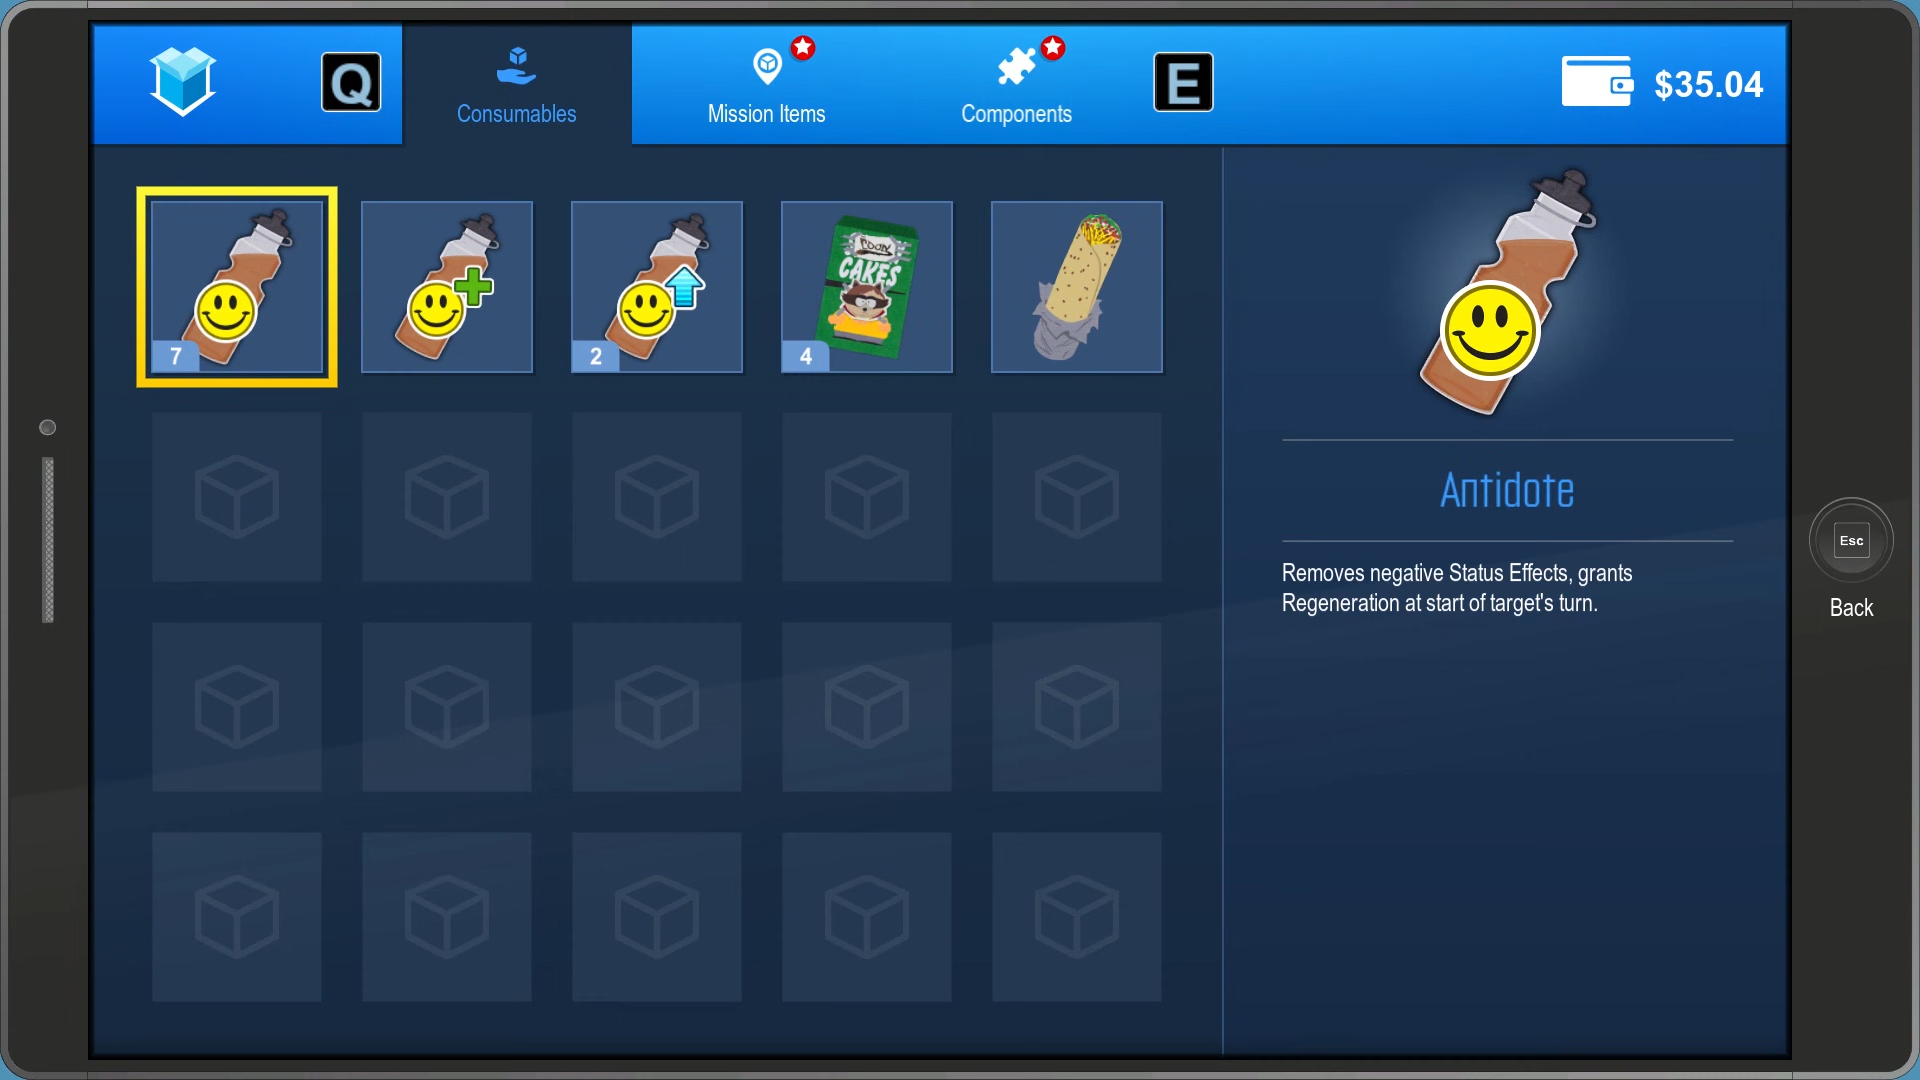 Q
Consumables
Mission Items
Components
E
$35.04
7
2
COON
CAKES
4
Antidote
Removes negative Status Effects, grants
Regeneration at start of target's turn.
Esc
Back